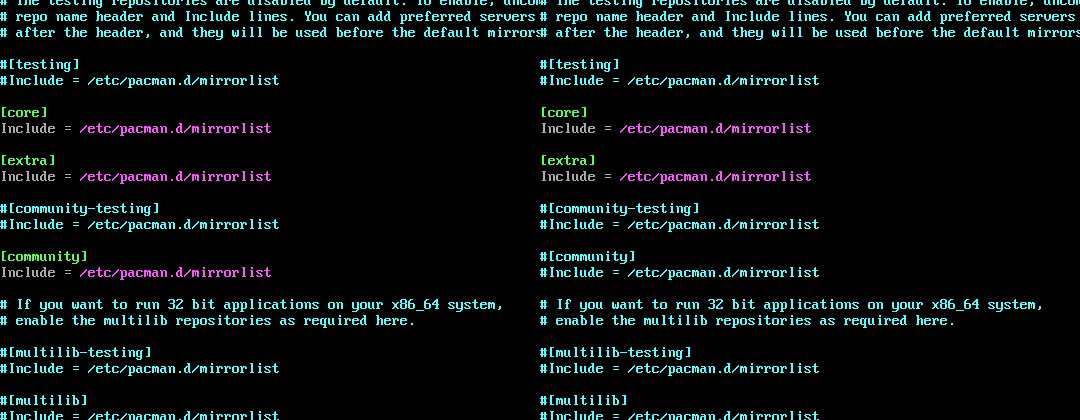 # The testing repositories are disabled by default. To enable, uncom
# repo name header and Include lines. You can add preferred servers
# after the header, and they will be used before the default mirrors

#[testing]
#Include = /etc/pacman.d/mirrorlist

[core]
Include = /etc/pacman.d/mirrorlist

[extra]
Include = /etc/pacman.d/mirrorlist

#[community-testing]
#Include = /etc/pacman.d/mirrorlist

[community]
Include = /etc/pacman.d/mirrorlist

# If you want to run 32 bit applications on your x86_64 system,
# enable the multilib repositories as required here.

#[multilib-testing]
#Include = /etc/pacman.d/mirrorlist

#[multilib]
#Include = /etc/pacman.d/mirrorlist

# The testing repositories are disabled by default. To enable, uncom
# repo name header and Include lines. You can add preferred servers
# after the header, and they will be used before the default mirrors

#[testing]
#Include = /etc/pacman.d/mirrorlist

[core]
Include = /etc/pacman.d/mirrorlist

[extra]
Include = /etc/pacman.d/mirrorlist

#[community-testing]
#Include = /etc/pacman.d/mirrorlist

#[community]
#Include = /etc/pacman.d/mirrorlist

# If you want to run 32 bit applications on your x86_64 system,
# enable the multilib repositories as required here.

#[multilib-testing]
#Include = /etc/pacman.d/mirrorlist

#[multilib]
#Include = /etc/pacman.d/mirrorlist